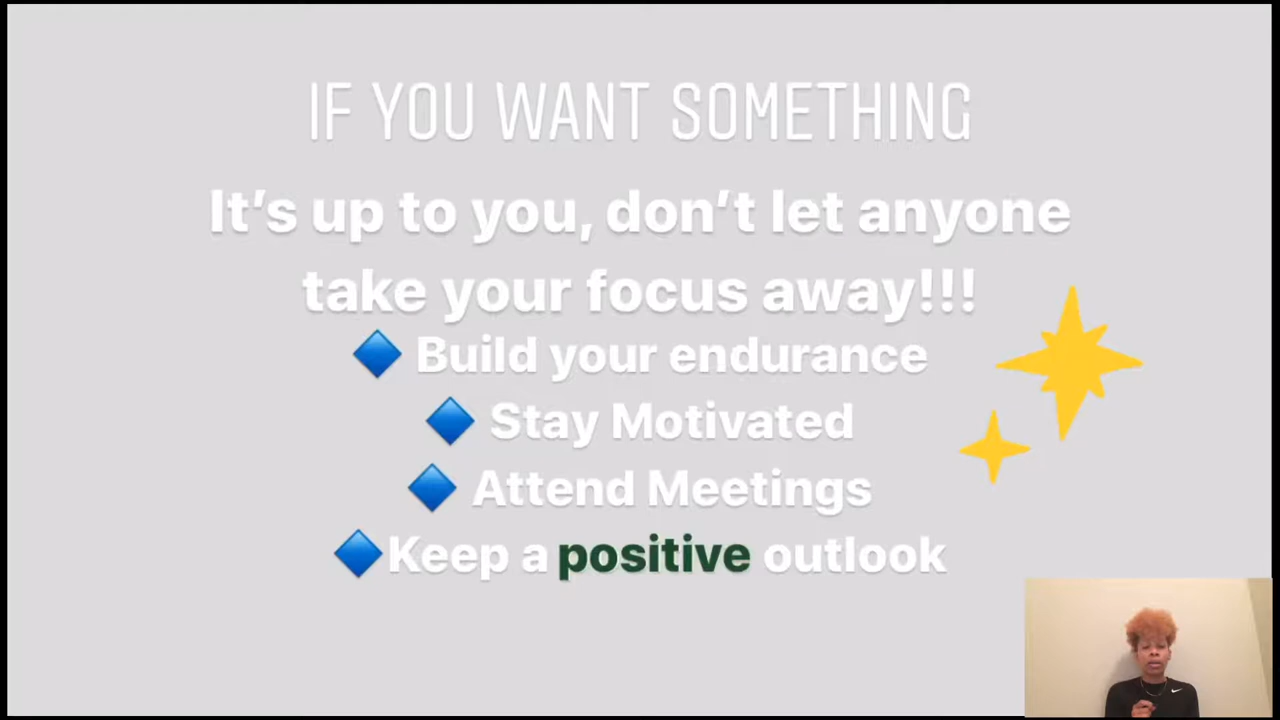 IF YOU WANT SOMETHING
It’s up to you, don’t let anyone
take your focus away!!!
Build your endurance
Stay Motivated
Attend Meetings
Keep a positive outlook